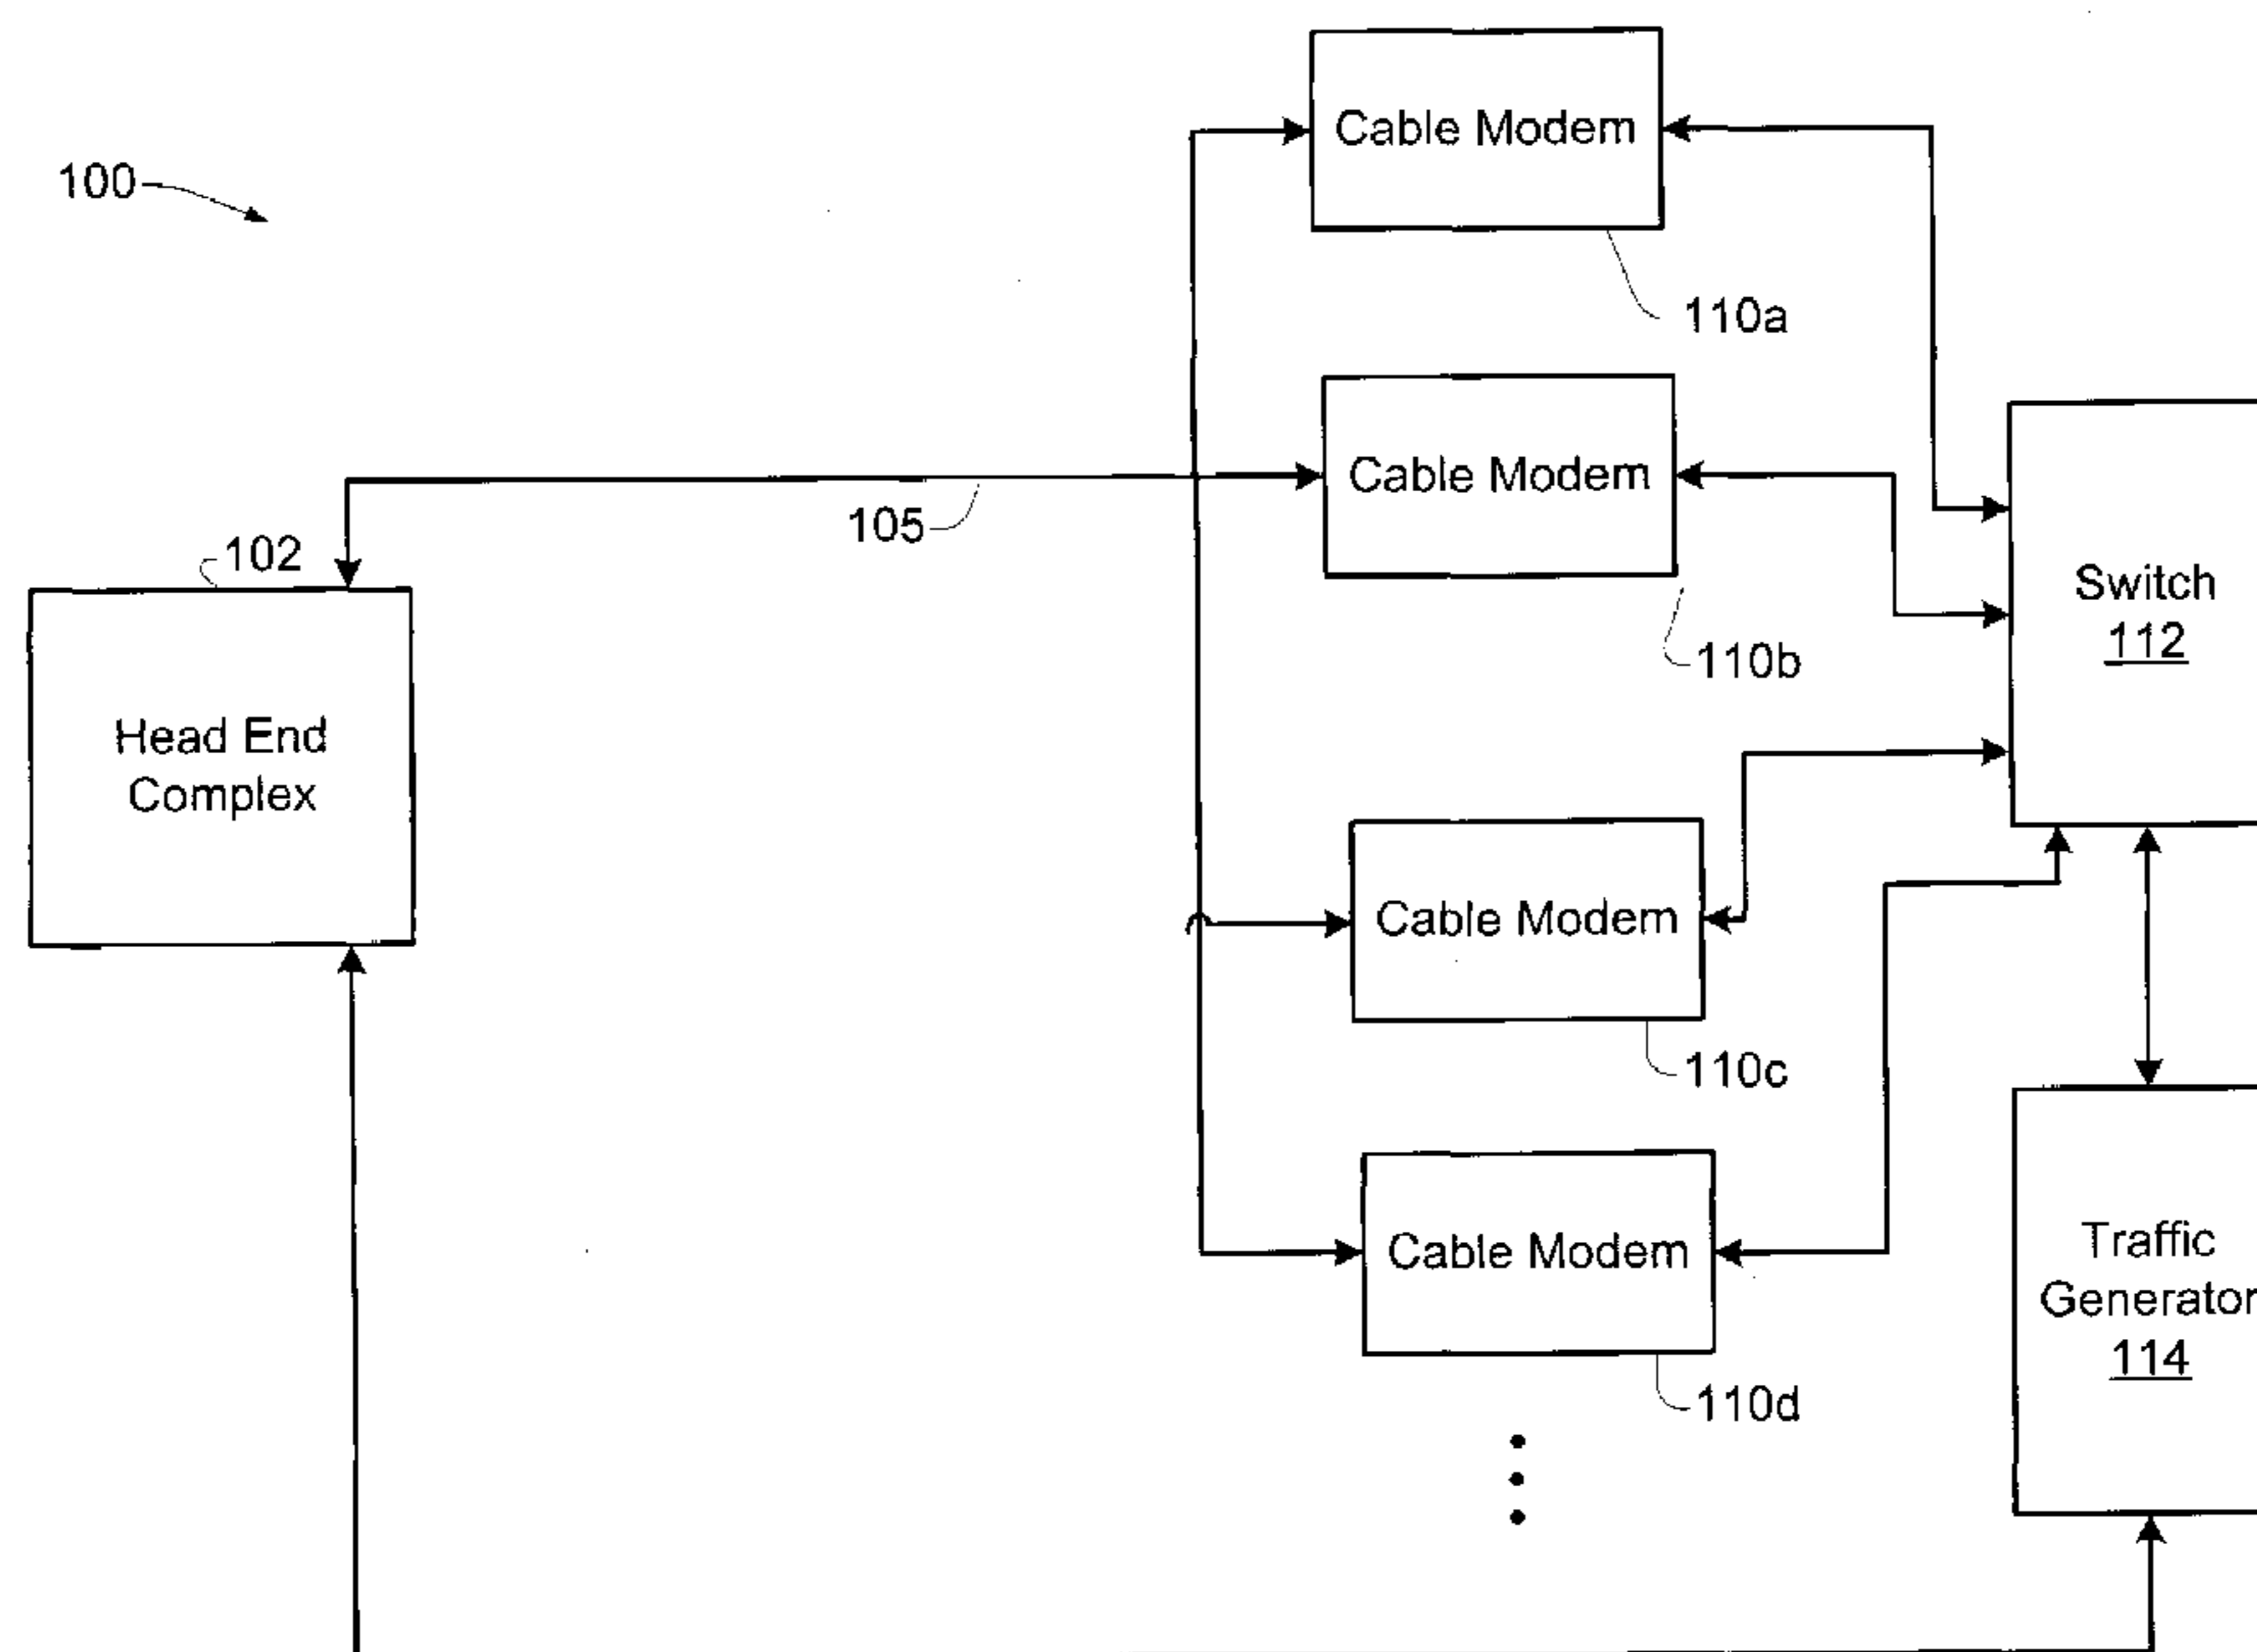 100
Cable Modem
110a
Cable Modem
110b
105
102
Head End
Complex
Switch
112
Cable Modem
110c
Cable Modem
110d
Traffic
Generator
114